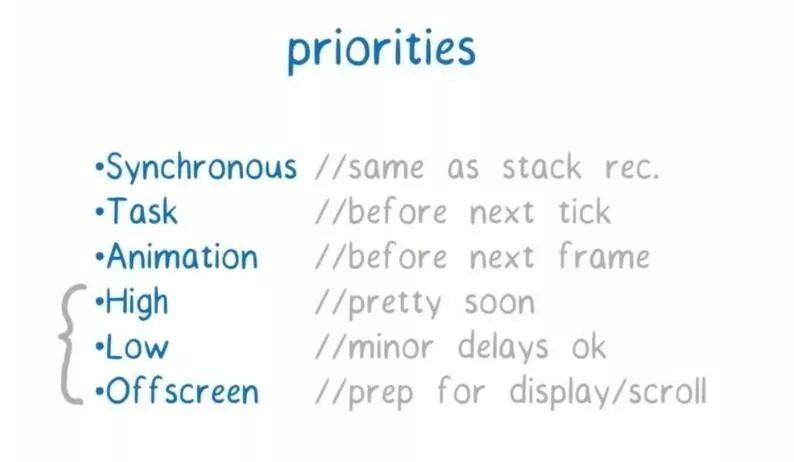 priorities
•Synchronous //same as stack rec.
•Task //before next tick
•Animation //before next frame
•High //pretty soon
•Low //minor delays ok
•Offscreen //prep for display/scroll